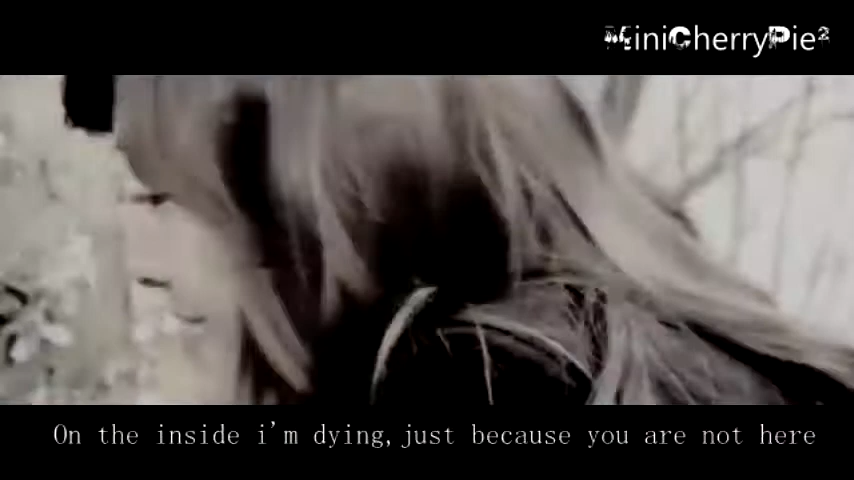 MiniCherryPie²
On the inside i'm dying,just because you are not here